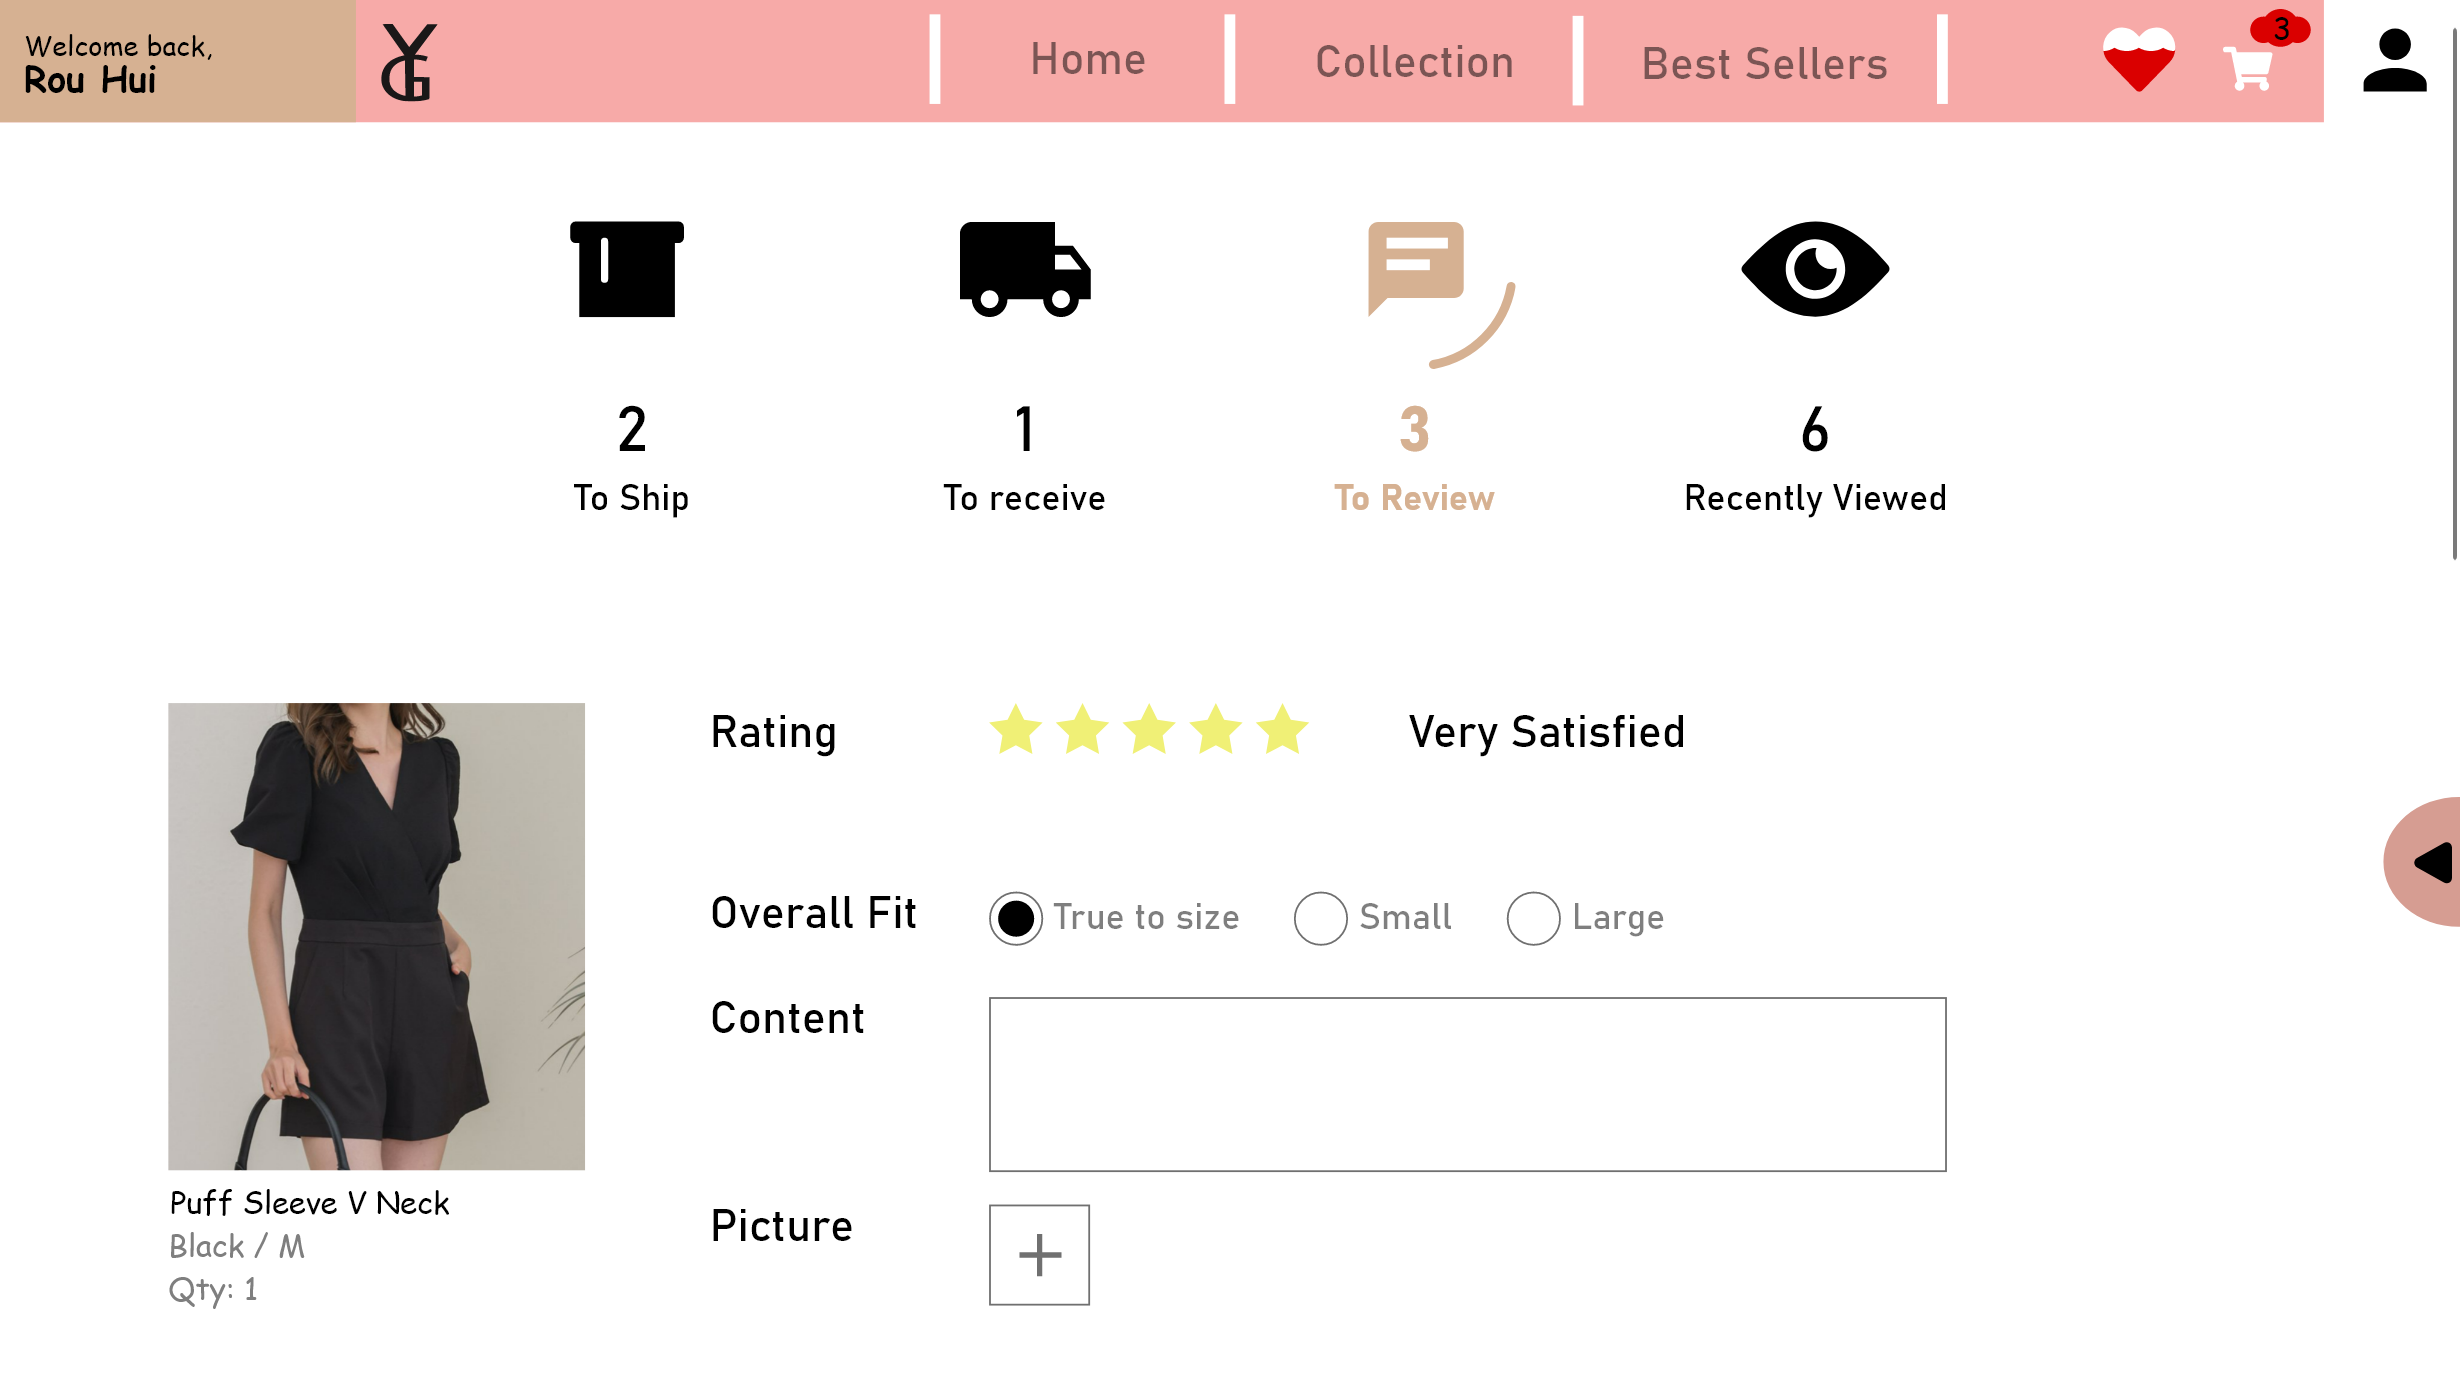 Welcome back,
Rou Hui
YG
Home
Collection
Best Sellers
3
2
To Ship
1
To receive
3
To Review
6
Recently Viewed
Rating
Very Satisfied
Overall Fit
True to size
Small
Large
Content
Picture
Puff Sleeve V Neck
Black / M
Qty: 1